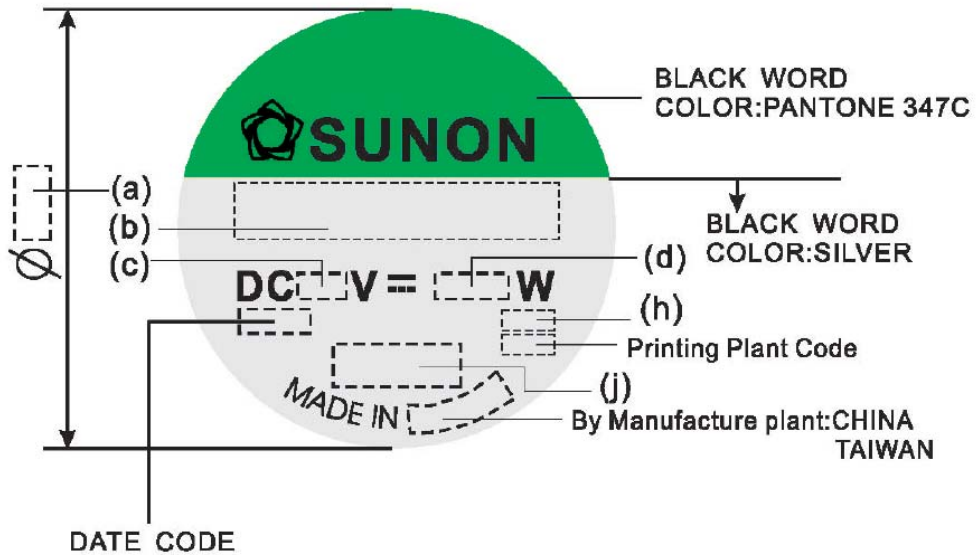 BLACK WORD
COLOR:PANTONE 347C
SUNON
(a)
Ø
(b)
BLACK WORD
COLOR:SILVER
(c)
(d)
DC V W
(h)
Printing Plant Code
(j)
MADE IN
By Manufacture plant:CHINA
TAIWAN
DATE CODE